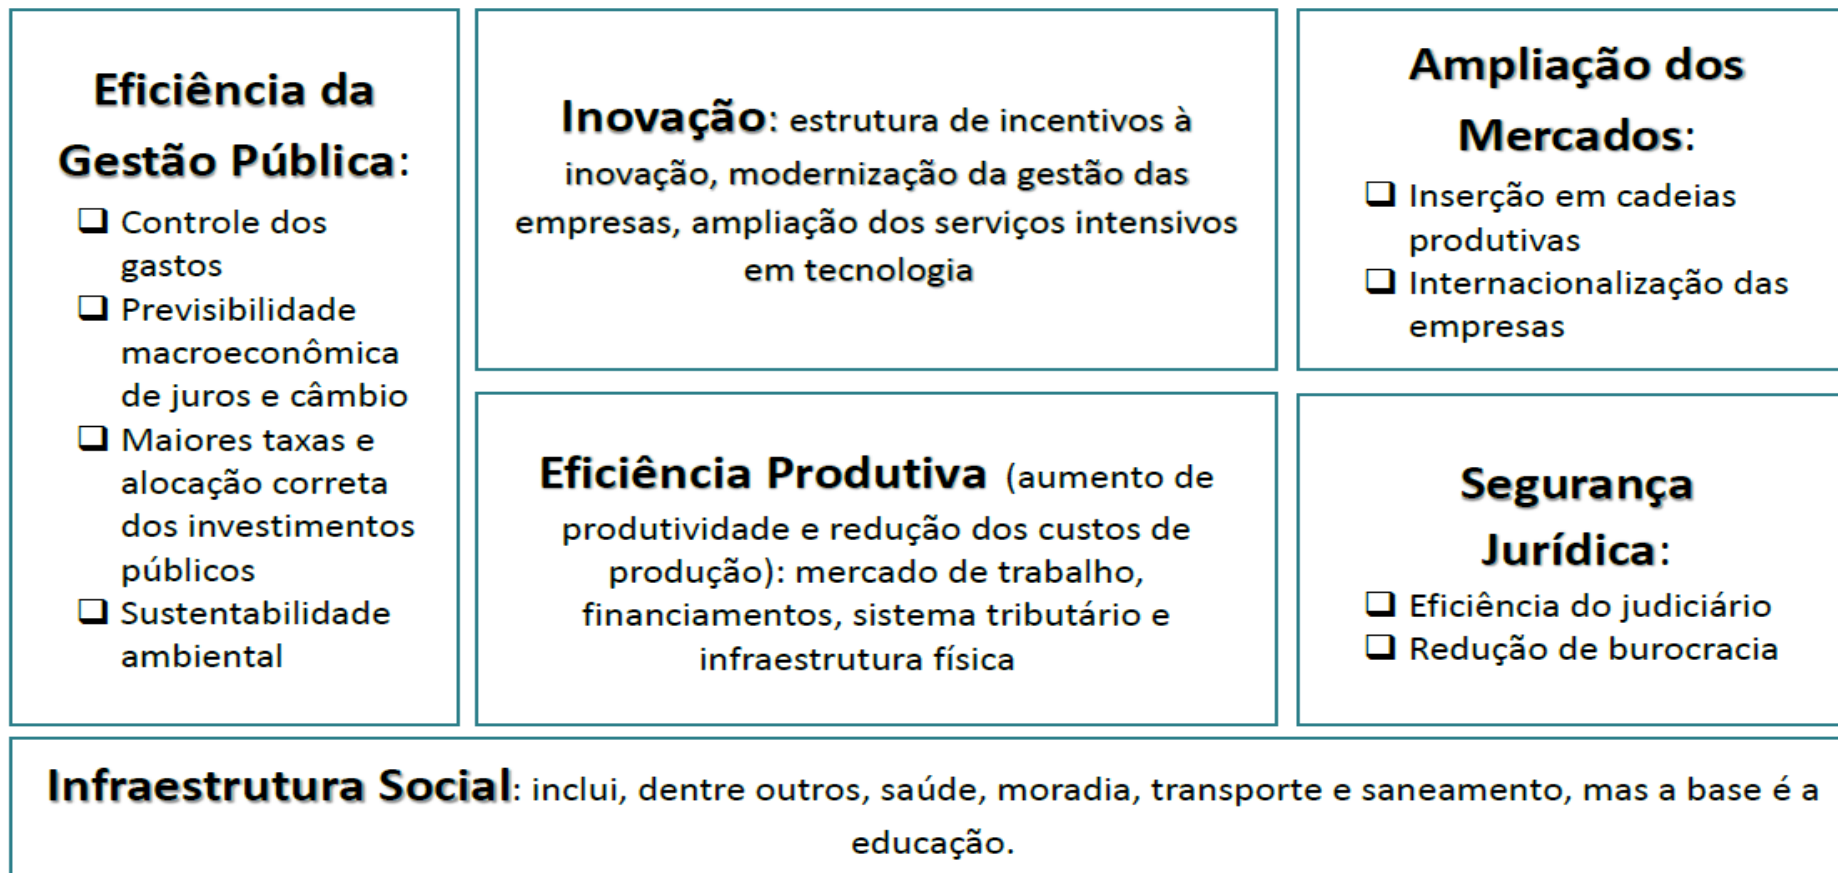 Eficiência da
Gestão Pública:
❑ Controle dos
gastos
❑ Previsibilidade
macroeconômica
de juros e câmbio
❑ Maiores taxas e
alocação correta
dos investimentos
públicos
❑ Sustentabilidade
ambiental
Inovação: estrutura de incentivos à
inovação, modernização da gestão das
empresas, ampliação dos serviços intensivos
em tecnologia
Eficiência Produtiva (aumento de
produtividade e redução dos custos de
produção): mercado de trabalho,
financiamentos, sistema tributário e
infraestrutura física
Ampliação dos
Mercados:
❑ Inserção em cadeias
produtivas
❑ Internacionalização das
empresas
Segurança
Jurídica:
❑ Eficiência do judiciário
❑ Redução de burocracia
Infraestrutura Social: inclui, dentre outros, saúde, moradia, transporte e saneamento, mas a base é a
educação.